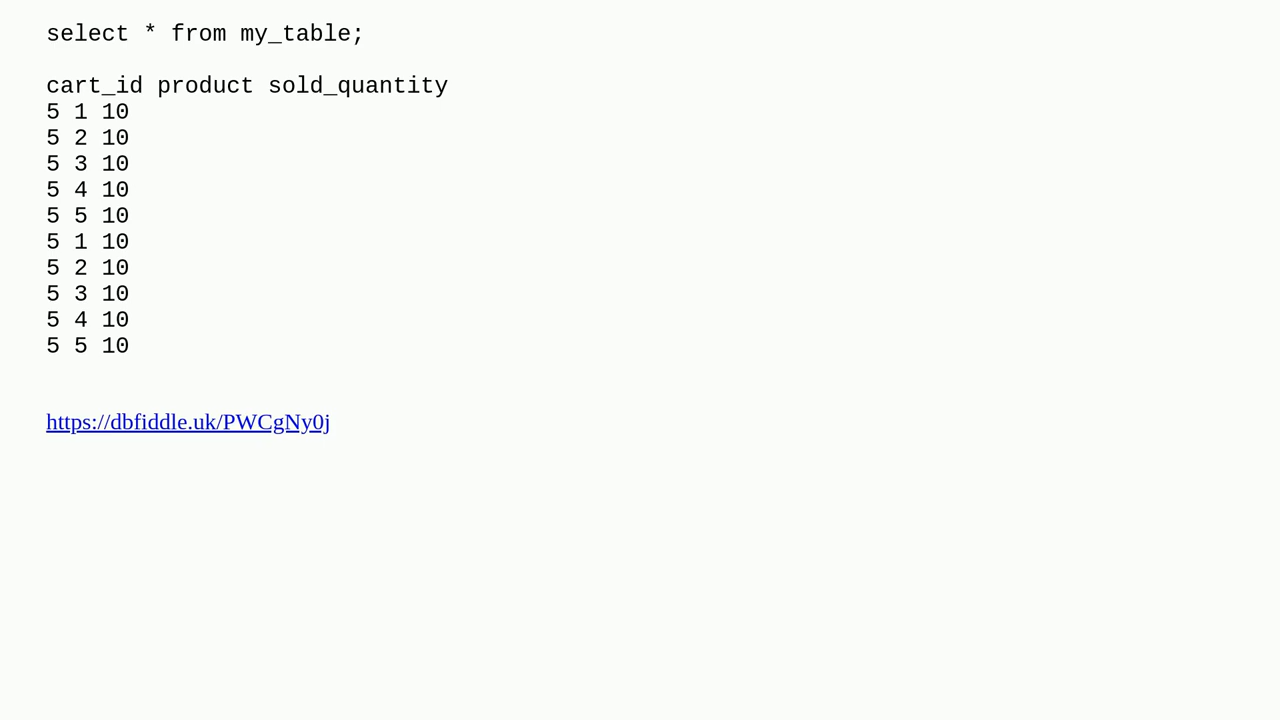 select * from my_table;
cart_id product sold_quantity
5 1 10
5 2 10
5 3 10
5 4 10
5 5 10
5 1 10
5 2 10
5 3 10
5 4 10
5 5 10
https://dbfiddle.uk/PWCgNy0j